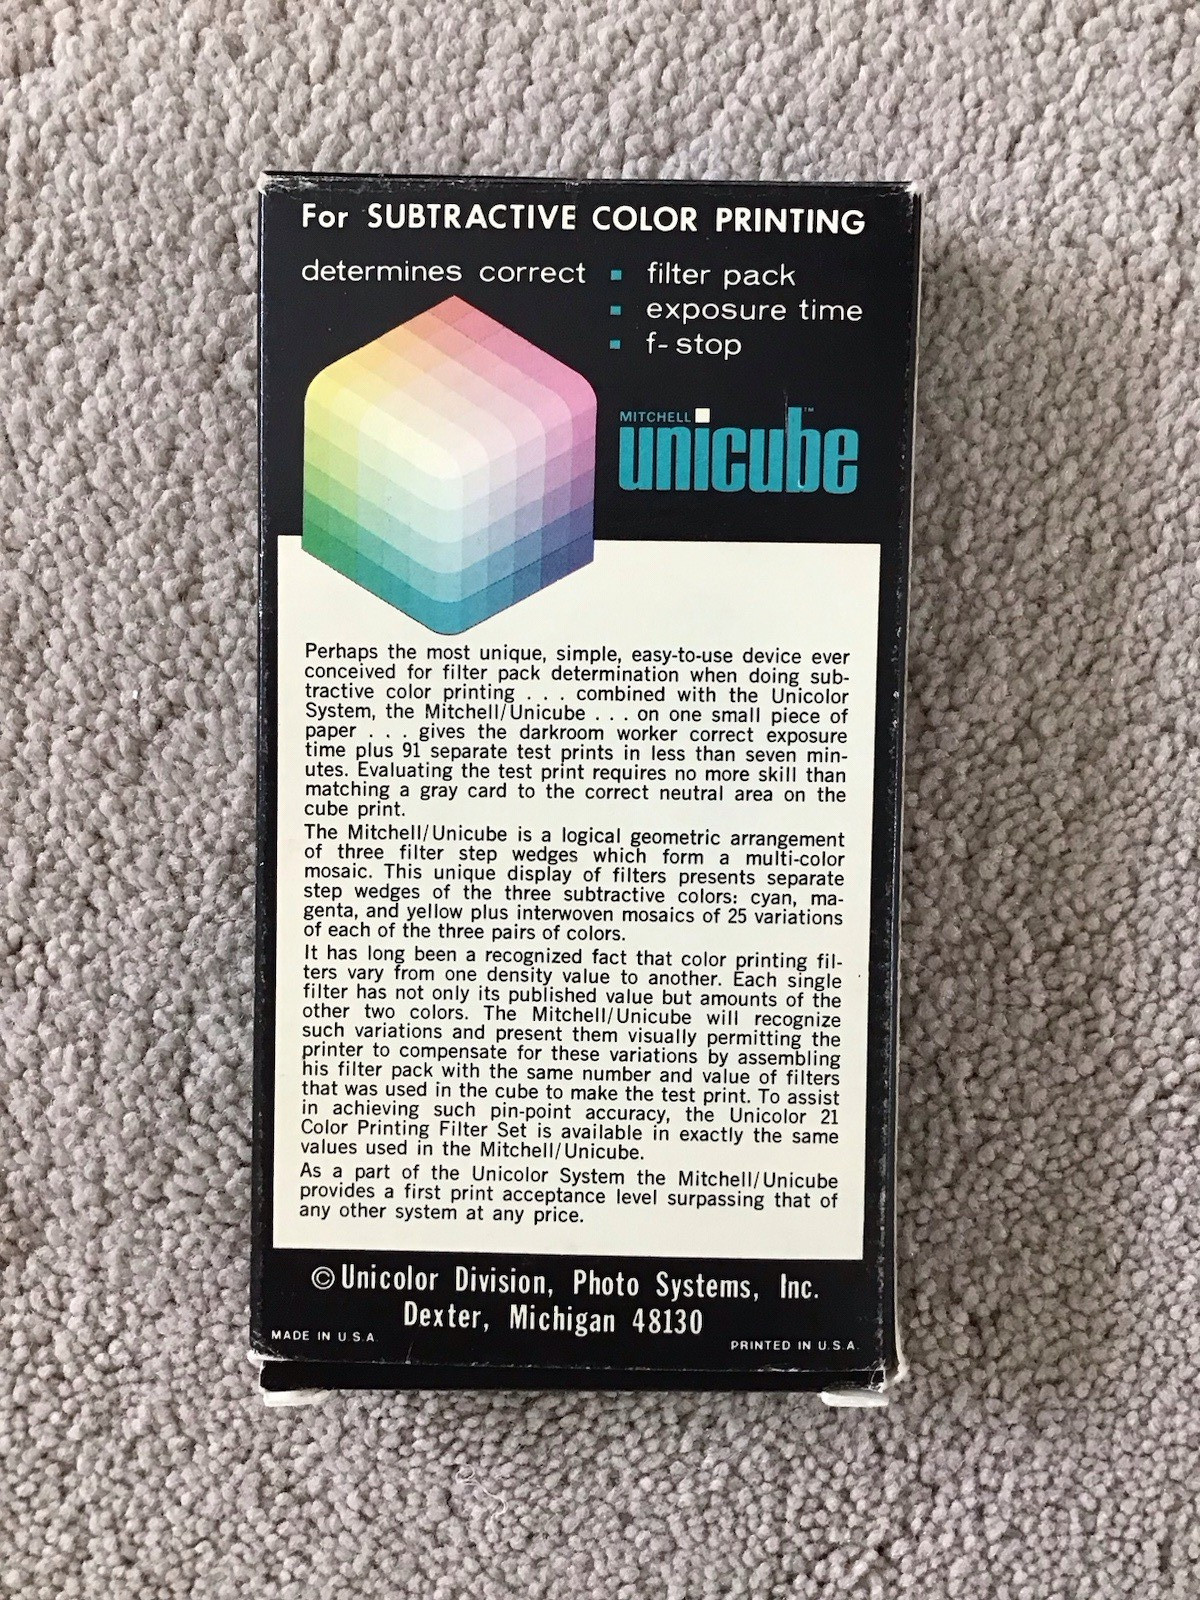 For SUBTRACTIVE COLOR PRINTING
determines correct ▪ filter pack
▪ exposure time
▪ f-stop
MITCHELL
unicube™
Perhaps the most unique, simple, easy-to-use device ever
conceived for filter pack determination when doing sub-
tractive color printing . . . combined with the Unicolor
System, the Mitchell/Unicube . . . on one small piece of
paper . . . gives the darkroom worker correct exposure
time plus 91 separate test prints in less than seven min-
utes. Evaluating the test print requires no more skill than
matching a gray card to the correct neutral area on the
cube print.
The Mitchell/Unicube is a logical geometric arrangement
of three filter step wedges which form a multi-color
mosaic. This unique display of filters presents separate
step wedges of the three subtractive colors: cyan, ma-
genta, and yellow plus interwoven mosaics of 25 variations
of each of the three pairs of colors.
It has long been a recognized fact that color printing fil-
ters vary from one density value to another. Each single
filter has not only its published value but amounts of the
other two colors. The Mitchell/Unicube will recognize
such variations and present them visually permitting the
printer to compensate for these variations by assembling
his filter pack with the same number and value of filters
that was used in the cube to make the test print. To assist
in achieving such pin-point accuracy, the Unicolor 21
Color Printing Filter Set is available in exactly the same
values used in the Mitchell/Unicube.
As a part of the Unicolor System the Mitchell/Unicube
provides a first print acceptance level surpassing that of
any other system at any price.
© Unicolor Division, Photo Systems, Inc.
Dexter, Michigan 48130
MADE IN U.S.A.
PRINTED IN U.S.A.